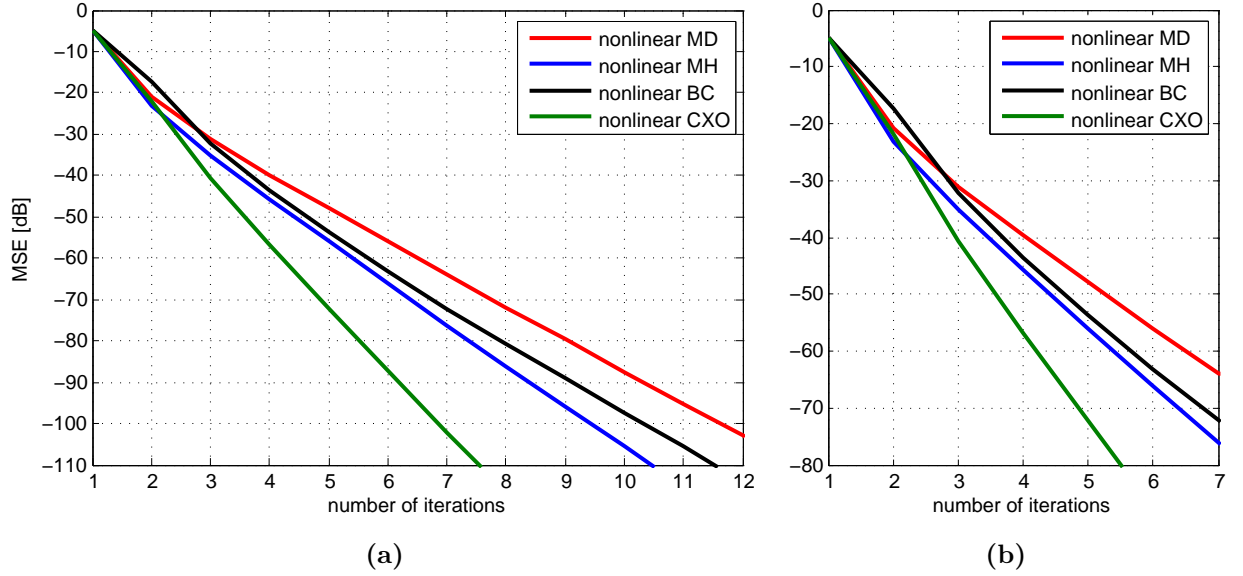 0
−10
−20
−30
−40
−50
−60
−70
−80
−90
−100
−110
MSE [dB]
1 2 3 4 5 6 7 8 9 10 11 12
number of iterations
nonlinear MD
nonlinear MH
nonlinear BC
nonlinear CXO
(a)
0
−10
−20
−30
−40
−50
−60
−70
−80
1 2 3 4 5 6 7
number of iterations
nonlinear MD
nonlinear MH
nonlinear BC
nonlinear CXO
(b)